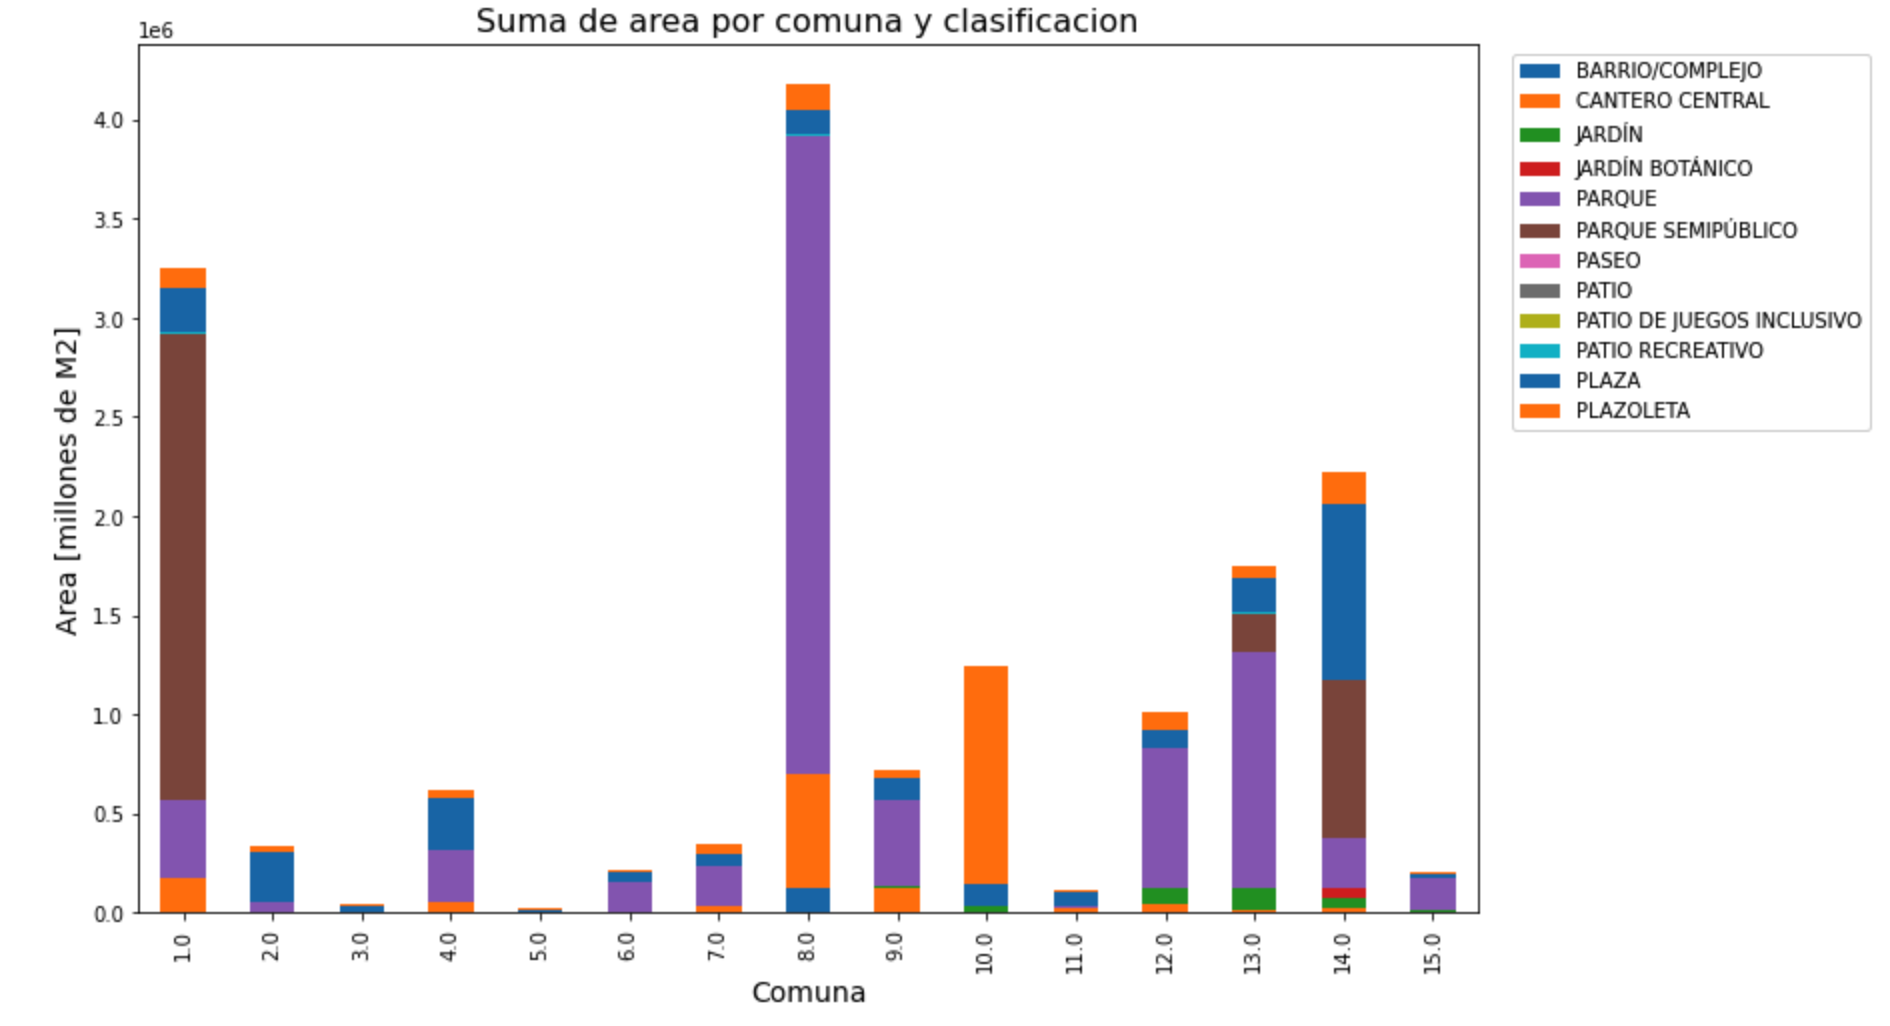 Suma de area por comuna y clasificacion
1e6
4.0
3.5
3.0
2.5
2.0
1.5
1.0
0.5
0.0
Area [millones de M2]
1.0 2.0 3.0 4.0 5.0 6.0 7.0 8.0 9.0 10.0 11.0 12.0 13.0 14.0 15.0
Comuna
BARRIO/COMPLEJO
CANTERO CENTRAL
JARDÍN
JARDÍN BOTÁNICO
PARQUE
PARQUE SEMIPÚBLICO
PASEO
PATIO
PATIO DE JUEGOS INCLUSIVO
PATIO RECREATIVO
PLAZA
PLAZOLETA